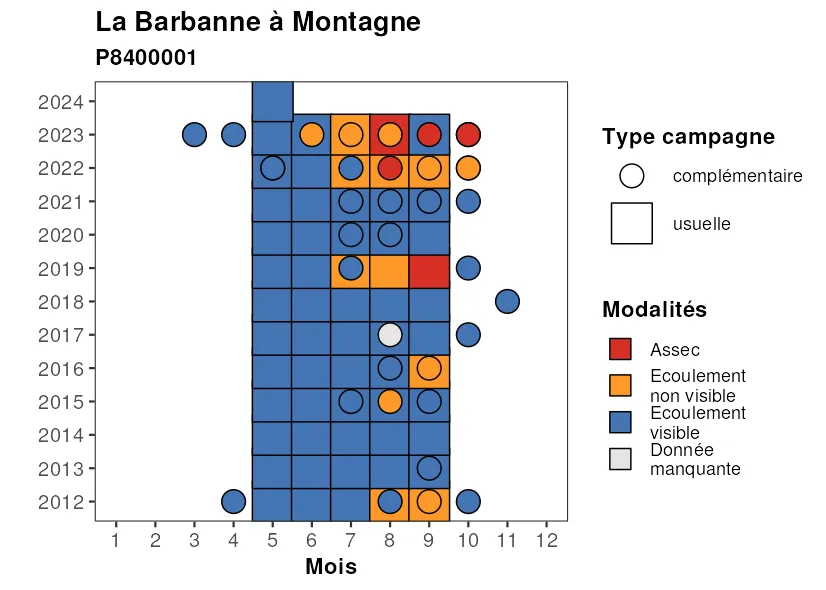 La Barbanne à Montagne
P8400001
2024
2023
2022
2021
2020
2019
2018
2017
2016
2015
2014
2013
2012
1 2 3 4 5 6 7 8 9 10 11 12
Mois
Type campagne
complémentaire
usuelle
Modalités
Assec
Ecoulement
non visible
Ecoulement
visible
Donnée
manquante